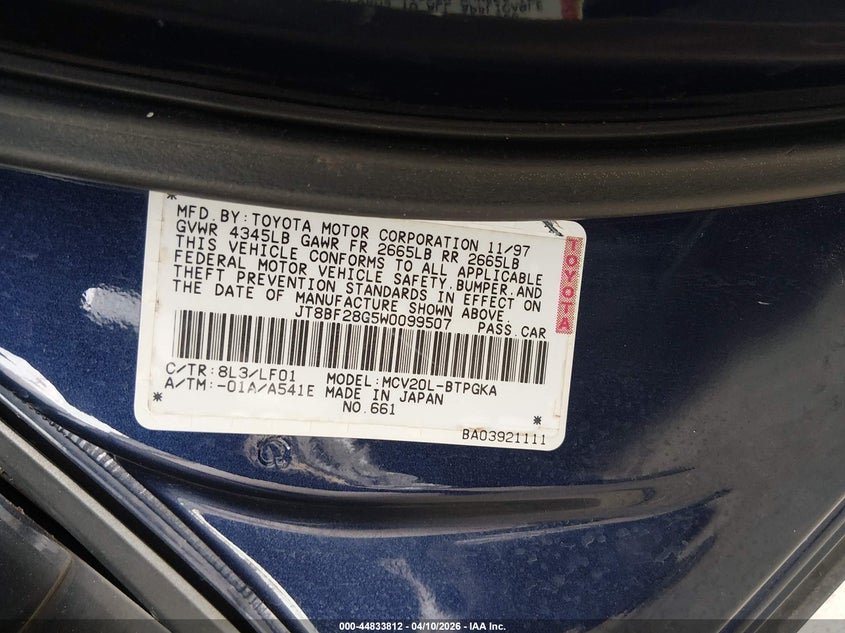 MFD.BY:TOYOTA MOTOR CORPORATION 11/97
GVWR 4345LB GAWR FR 2665LB RR 2665LB
THIS VEHICLE CONFORMS TO ALL APPLICABLE
FEDERAL MOTOR VEHICLE SAFETY,BUMPER,AND
THEFT PREVENTION STANDARDS IN EFFECT ON
THE DATE OF MANUFACTURE SHOWN ABOVE.
JT8BF28G5W0099507 PASS.CAR
TOYOTA
C/TR:8L3/LF01 MODEL:MCV20L-BTPGKA
A/TM:-01A/A541E MADE IN JAPAN
NO.661
BA03921111
000-44833812 - 04/10/2026 - IAA Inc.